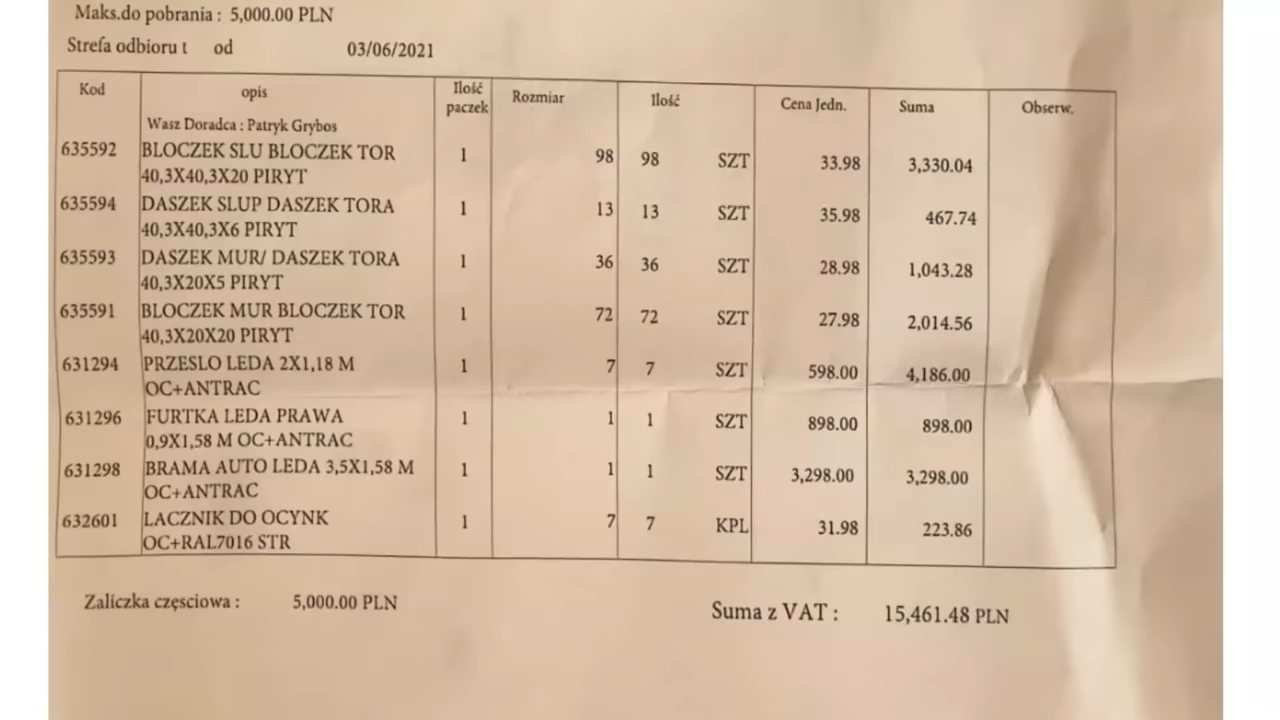 Maks.do pobrania : 5,000.00 PLN
Strefa odbioru t od 03/06/2021
Kod opis Ilość paczek Rozmiar Ilość Cena Jedn. Suma Obserw.
Wasz Doradca : Patryk Grybos
635592 BLOCZEK SLU BLOCZEK TOR 1 98 98 SZT 33.98 3,330.04
40,3X40,3X20 PIRYT
635594 DASZEK SLUP DASZEK TORA 1 13 13 SZT 35.98 467.74
40,3X40,3X6 PIRYT
635593 DASZEK MUR/ DASZEK TORA 1 36 36 SZT 28.98 1,043.28
40,3X20X5 PIRYT
635591 BLOCZEK MUR BLOCZEK TOR 1 72 72 SZT 27.98 2,014.56
40,3X20X20 PIRYT
631294 PRZESLO LEDA 2X1,18 M 1 7 7 SZT 598.00 4,186.00
OC+ANTRAC
631296 FURTKA LEDA PRAWA 1 1 1 SZT 898.00 898.00
0,9X1,58 M OC+ANTRAC
631298 BRAMA AUTO LEDA 3,5X1,58 M 1 1 1 SZT 3,298.00 3,298.00
OC+ANTRAC
632601 LACZNIK DO OCYNK 1 7 7 KPL 31.98 223.86
OC+RAL7016 STR
Zaliczka częsciowa : 5,000.00 PLN
Suma z VAT : 15,461.48 PLN